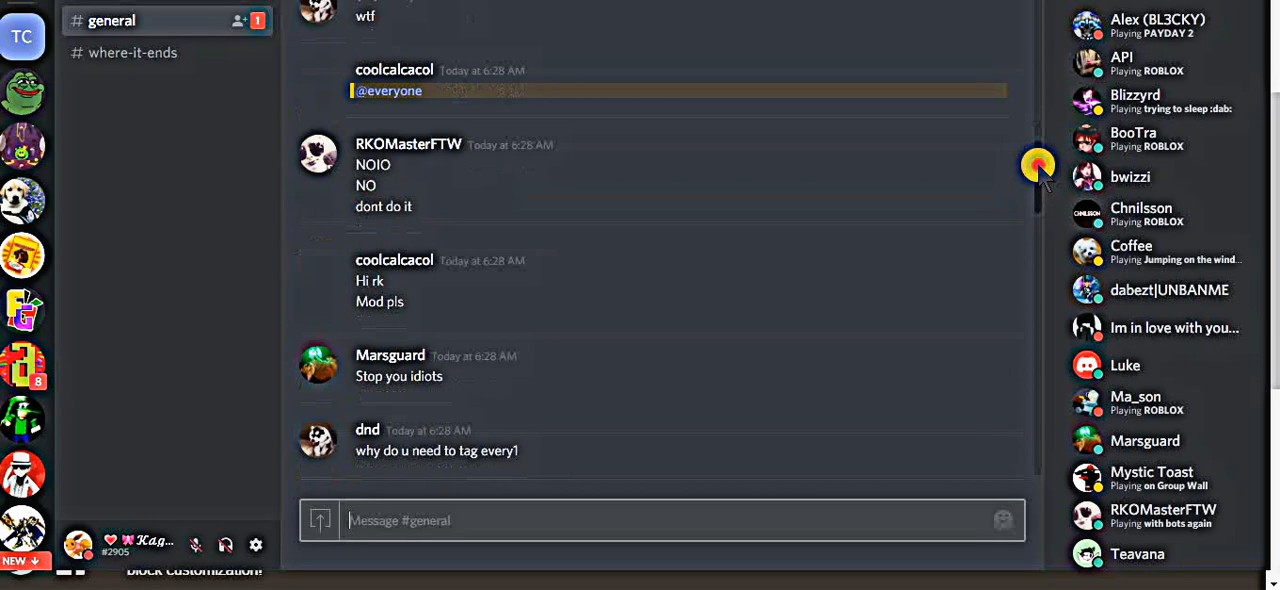 TC
# general
1
# where-it-ends
8
NEW ↓
#2905
wtf
coolcalcacol Today at 6:28 AM
@everyone
RKOMasterFTW Today at 6:28 AM
NOIO
NO
dont do it
coolcalcacol Today at 6:28 AM
Hi rk
Mod pls
Marsguard Today at 6:28 AM
Stop you idiots
dnd Today at 6:28 AM
why do u need to tag every1
Message #general
Alex (BL3CKY)
Playing PAYDAY 2
API
Playing ROBLOX
Blizzyrd
Playing trying to sleep :dab:
BooTra
Playing ROBLOX
bwizzi
Chnilsson
Playing ROBLOX
Coffee
Playing Jumping on the wind...
dabezt|UNBANME
Im in love with you...
Luke
Ma_son
Playing ROBLOX
Marsguard
Mystic Toast
Playing on Group Wall
RKOMasterFTW
Playing with bots again
Teavana
block customization!